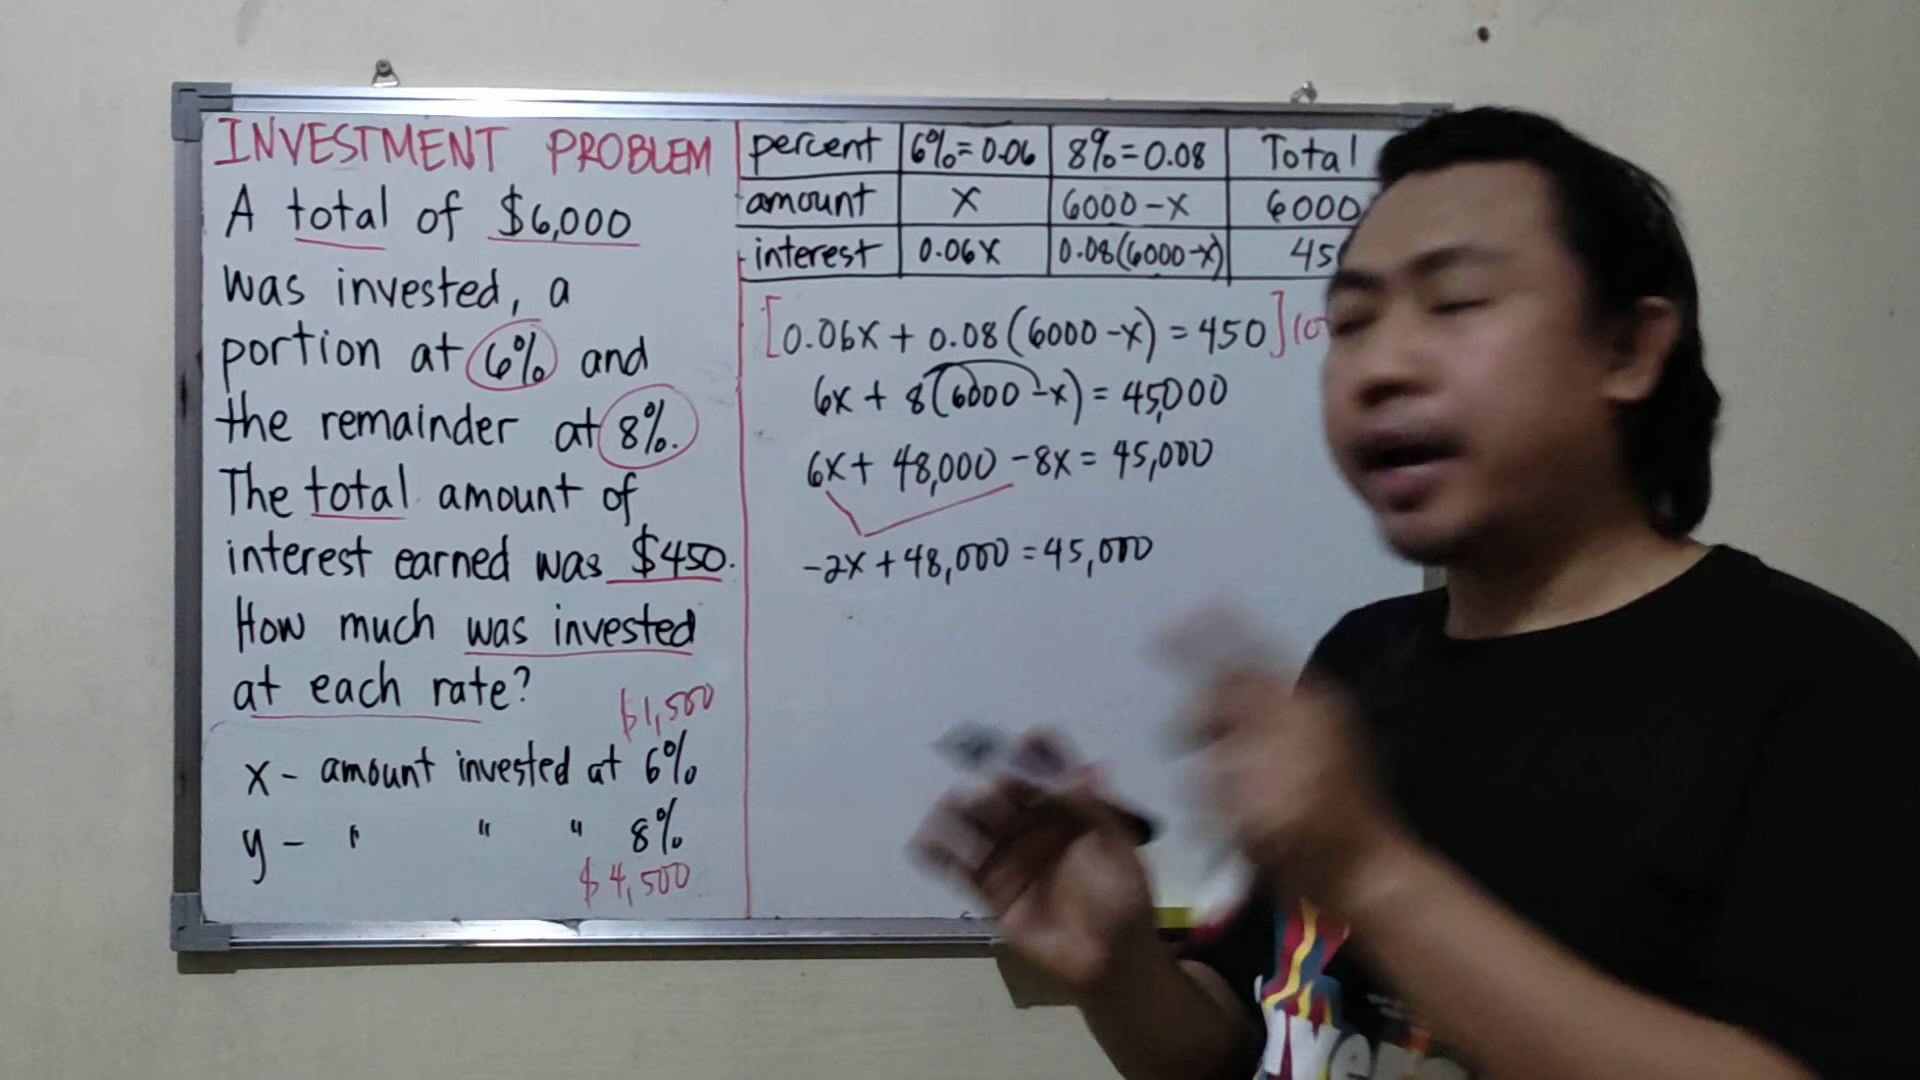 INVESTMENT PROBLEM
A total of $6,000
was invested, a
portion at 6% and
the remainder at 8%.
The total amount of
interest earned was $450.
How much was invested
at each rate?
$1,500
x - amount invested at 6%
y - " " " 8%
$4,500
percent 6%=0.06 8%=0.08 Total
amount x 6000-x 6000
interest 0.06x 0.08(6000-x) 45
[0.06x + 0.08(6000-x) = 450]10
6x + 8(6000-x) = 45,000
6x + 48,000 - 8x = 45,000
-2x + 48,000 = 45,000